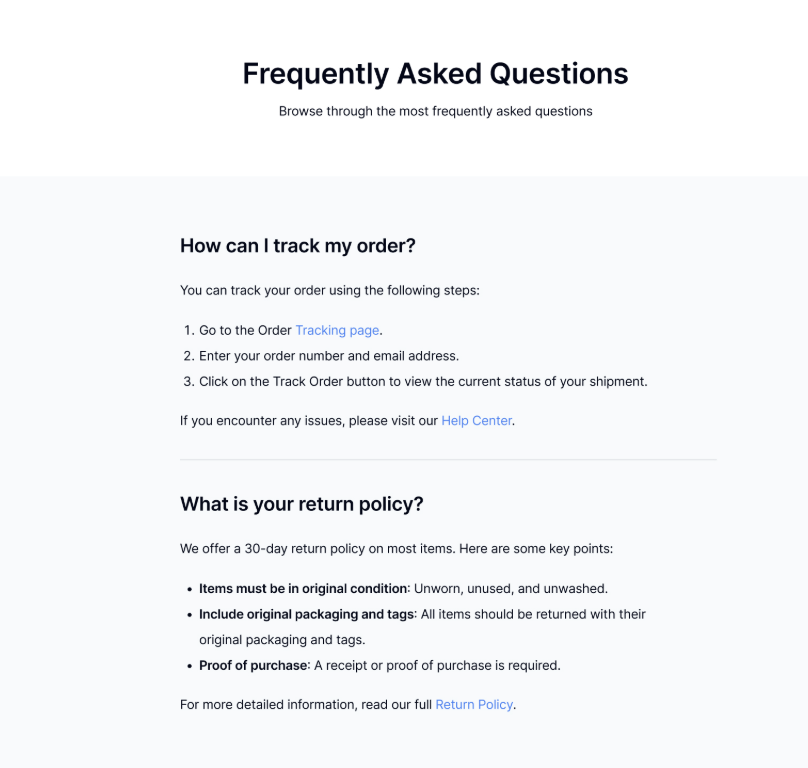 Frequently Asked Questions
Browse through the most frequently asked questions
How can I track my order?
You can track your order using the following steps:
1. Go to the Order Tracking page.
2. Enter your order number and email address.
3. Click on the Track Order button to view the current status of your shipment.
If you encounter any issues, please visit our Help Center.
What is your return policy?
We offer a 30-day return policy on most items. Here are some key points:
• Items must be in original condition: Unworn, unused, and unwashed.
• Include original packaging and tags: All items should be returned with their
original packaging and tags.
• Proof of purchase: A receipt or proof of purchase is required.
For more detailed information, read our full Return Policy.